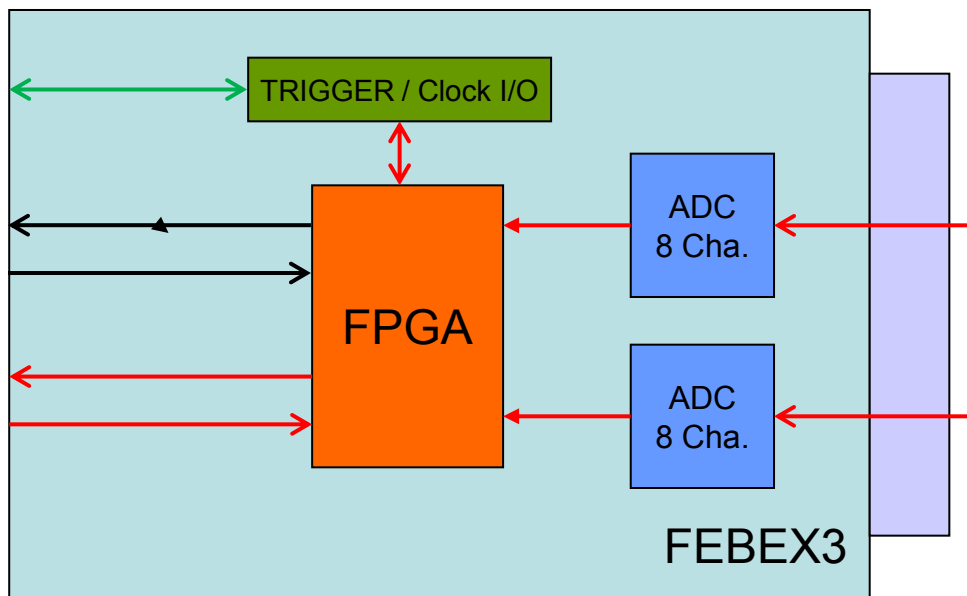 TRIGGER / Clock I/O
ADC
8 Cha.
FPGA
ADC
8 Cha.
FEBEX3